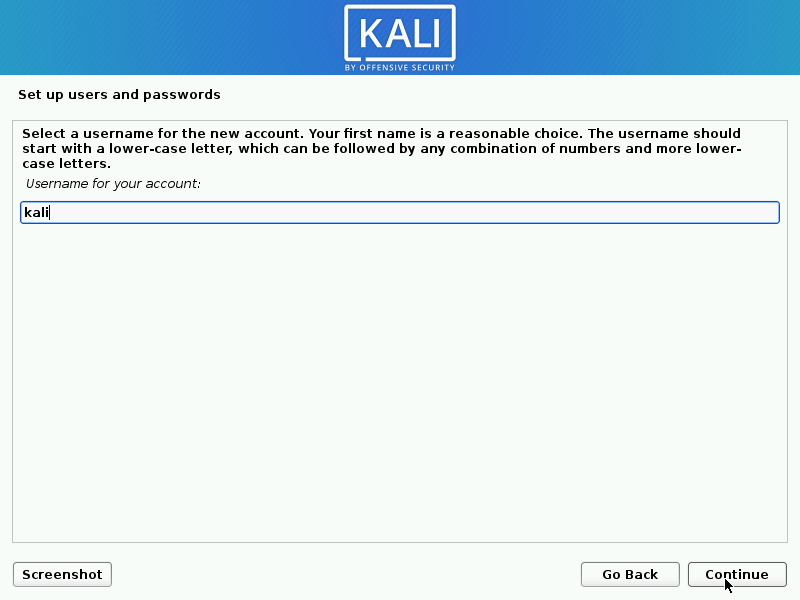 KALI
BY OFFENSIVE SECURITY
Set up users and passwords
Select a username for the new account. Your first name is a reasonable choice. The username should
start with a lower-case letter, which can be followed by any combination of numbers and more lower-
case letters.
Username for your account:
kali
Screenshot
Go Back
Continue